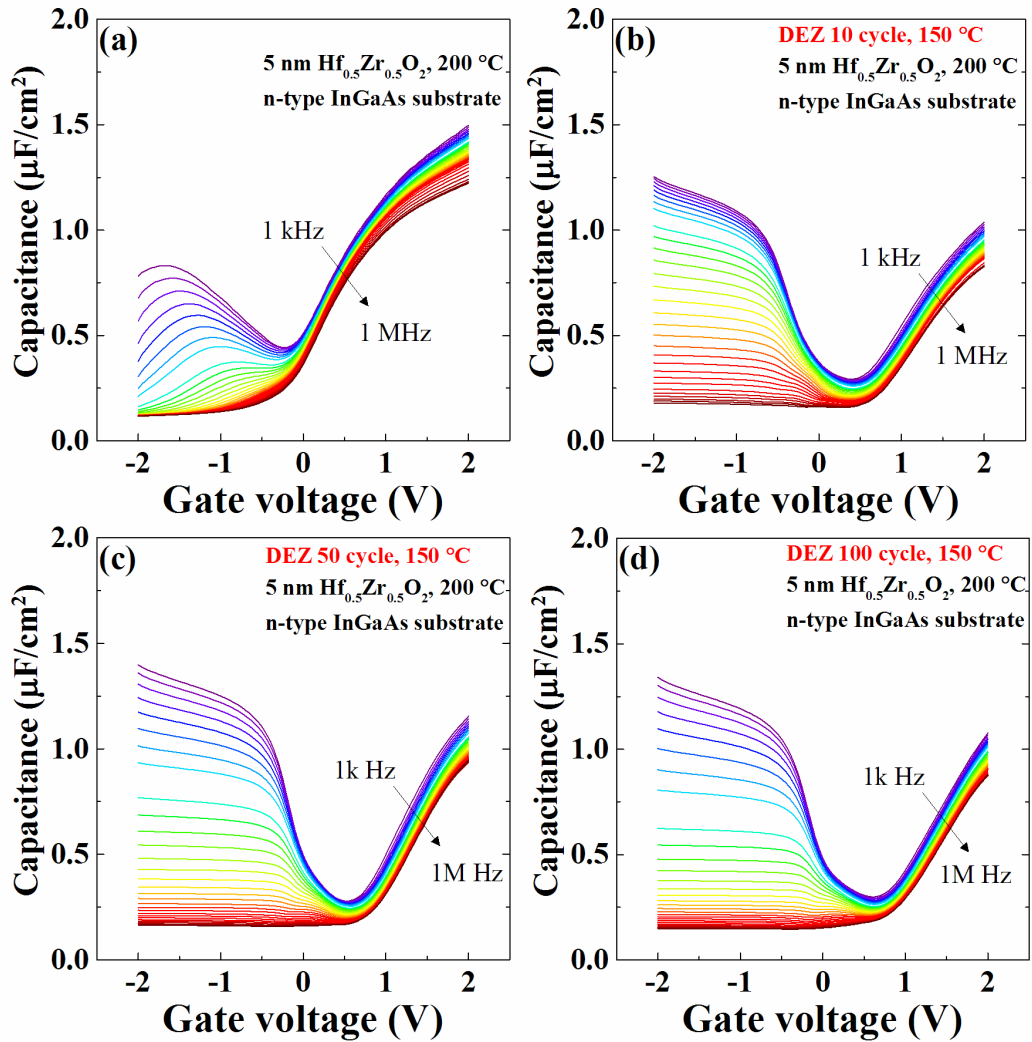 (a)
5 nm Hf0.5Zr0.5O2, 200 °C
n-type InGaAs substrate
1 kHz
1 MHz
Capacitance (μF/cm2)
2.0
1.5
1.0
0.5
0.0
-2 -1 0 1 2
Gate voltage (V)
(b)
DEZ 10 cycle, 150 °C
5 nm Hf0.5Zr0.5O2, 200 °C
n-type InGaAs substrate
1 kHz
1 MHz
Capacitance (μF/cm2)
2.0
1.5
1.0
0.5
0.0
-2 -1 0 1 2
Gate voltage (V)
(c)
DEZ 50 cycle, 150 °C
5 nm Hf0.5Zr0.5O2, 200 °C
n-type InGaAs substrate
1k Hz
1M Hz
Capacitance (μF/cm2)
2.0
1.5
1.0
0.5
0.0
-2 -1 0 1 2
Gate voltage (V)
(d)
DEZ 100 cycle, 150 °C
5 nm Hf0.5Zr0.5O2, 200 °C
n-type InGaAs substrate
1k Hz
1M Hz
Capacitance (μF/cm2)
2.0
1.5
1.0
0.5
0.0
-2 -1 0 1 2
Gate voltage (V)